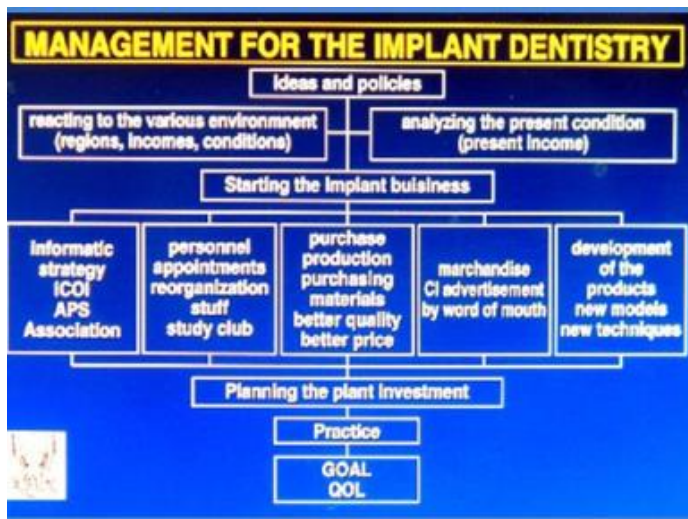 MANAGEMENT FOR THE IMPLANT DENTISTRY
ideas and policies
reacting to the various environmnent
(regions, incomes, conditions)
analyzing the present condition
(present income)
Starting the implant buisiness
informatic
strategy
ICOI
APS
Association
personnel
appointments
reorganization
stuff
study club
purchase
production
purchasing
materials
better quality
better price
marchandise
CI advertisement
by word of mouth
development
of the
products
new models
new techniques
Planning the plant investment
Practice
GOAL
QOL